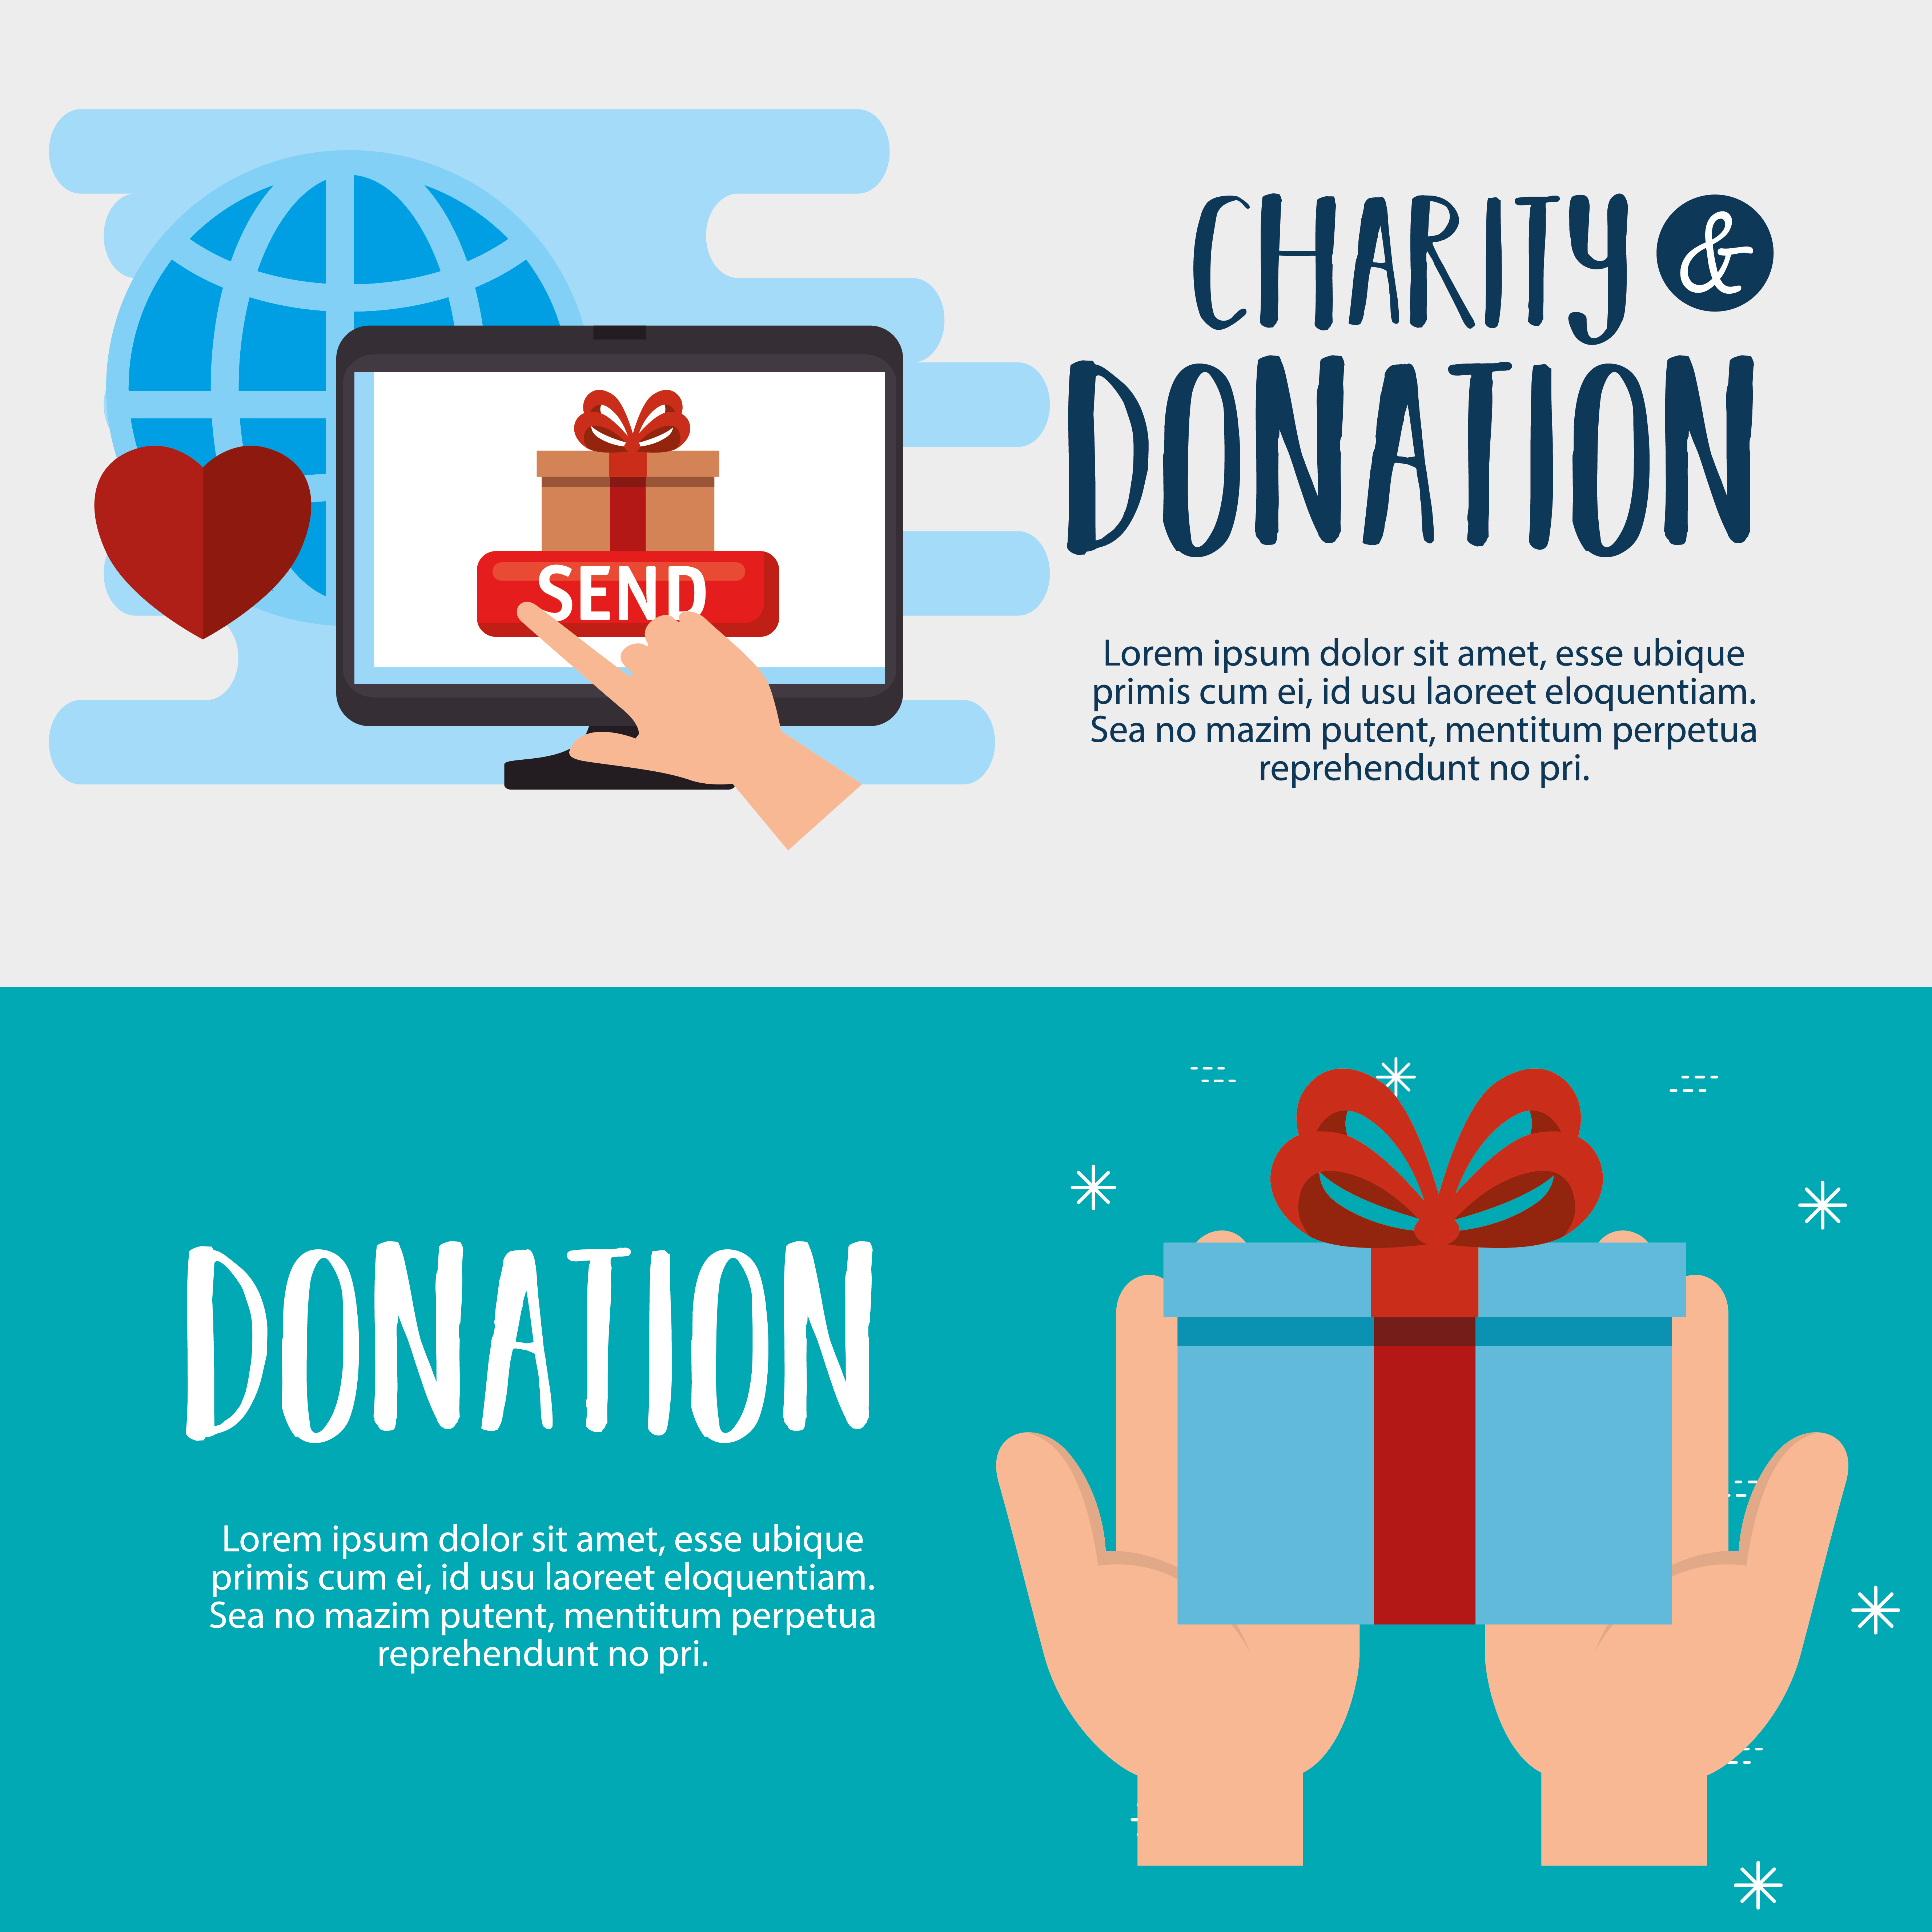 CHARITY &
DONATION
SEND
Lorem ipsum dolor sit amet, esse ubique
primis cum ei, id usu laoreet eloquentiam.
Sea no mazim putent, mentitum perpetua
reprehendunt no pri.
DONATION
Lorem ipsum dolor sit amet, esse ubique
primis cum ei, id usu laoreet eloquentiam.
Sea no mazim putent, mentitum perpetua
reprehendunt no pri.